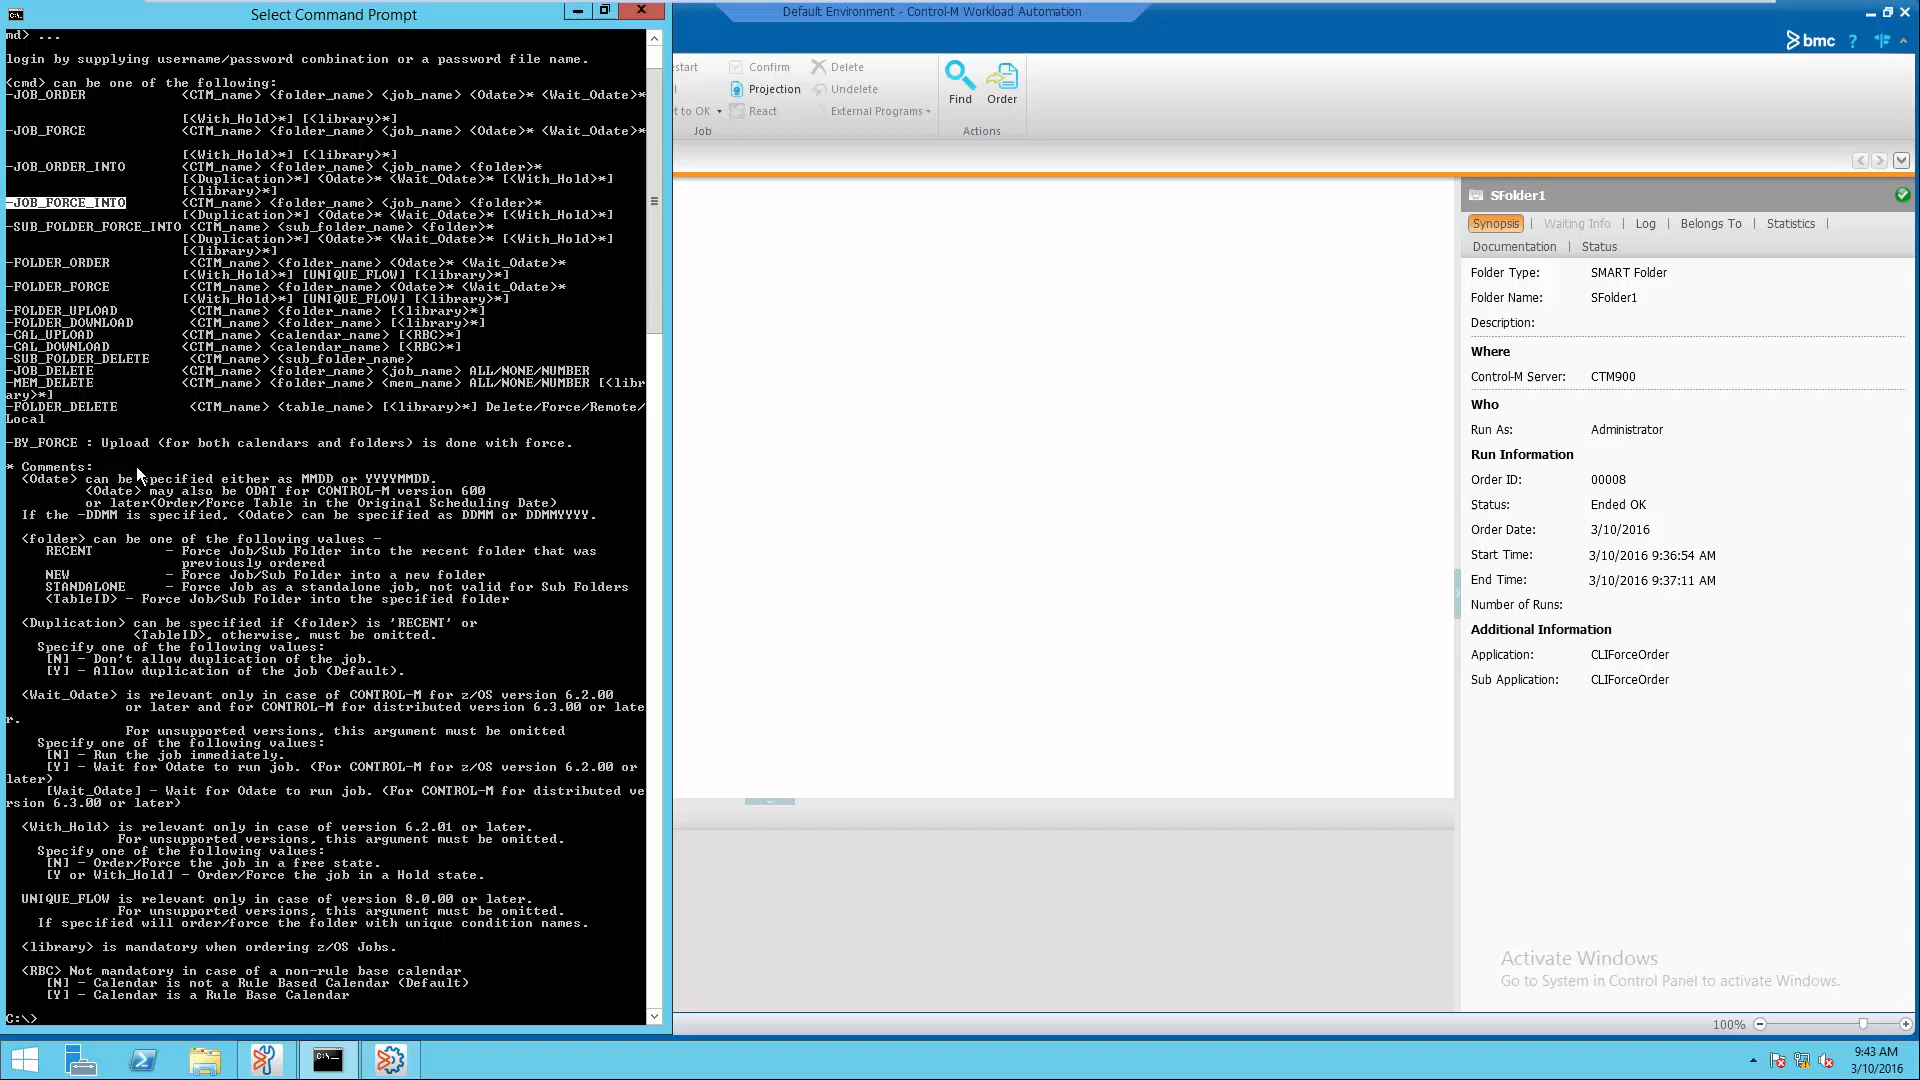 Select Command Prompt
md> ...
login by supplying username/password combination or a password file name.
<cmd> can be one of the following:
-JOB_ORDER <CTM_name> <folder_name> <job_name> <Odate>* <Wait_Odate>*
[<With_Hold>*] [<library>*]
-JOB_FORCE <CTM_name> <folder_name> <job_name> <Odate>* <Wait_Odate>*
[<With_Hold>*] [<library>*]
-JOB_ORDER_INTO <CTM_name> <folder_name> <job_name> <folder>*
[<Duplication>*] <Odate>* <Wait_Odate>* [<With_Hold>*]
[<library>*]
-JOB_FORCE_INTO <CTM_name> <folder_name> <job_name> <folder>*
[<Duplication>*] <Odate>* <Wait_Odate>* [<With_Hold>*]
-SUB_FOLDER_FORCE_INTO <CTM_name> <sub_folder_name> <folder>*
[<Duplication>*] <Odate>* <Wait_Odate>* [<With_Hold>*]
[<library>*]
-FOLDER_ORDER <CTM_name> <folder_name> <Odate>* <Wait_Odate>*
[<With_Hold>*] [UNIQUE_FLOW] [<library>*]
-FOLDER_FORCE <CTM_name> <folder_name> <Odate>* <Wait_Odate>*
[<With_Hold>*] [UNIQUE_FLOW] [<library>*]
-FOLDER_UPLOAD <CTM_name> <folder_name> [<library>*]
-FOLDER_DOWNLOAD <CTM_name> <folder_name> [<library>*]
-CAL_UPLOAD <CTM_name> <calendar_name> [<RBC>*]
-CAL_DOWNLOAD <CTM_name> <calendar_name> [<RBC>*]
-SUB_FOLDER_DELETE <CTM_name> <sub_folder_name>
-JOB_DELETE <CTM_name> <folder_name> <job_name> ALL/NONE/NUMBER
-MEM_DELETE <CTM_name> <folder_name> <mem_name> ALL/NONE/NUMBER [<libr
ary>*]
-FOLDER_DELETE <CTM_name> <table_name> [<library>*] Delete/Force/Remote/
Local
-BY_FORCE : Upload (for both calendars and folders) is done with force.
* Comments:
<Odate> can be specified either as MMDD or YYYYMMDD.
<Odate> may also be ODAT for CONTROL-M version 600
or later(Order/Force Table in the Original Scheduling Date)
If the -DDMM is specified, <Odate> can be specified as DDMM or DDMMYYYY.
<folder> can be one of the following values -
RECENT - Force Job/Sub Folder into the recent folder that was
previously ordered
NEW - Force Job/Sub Folder into a new folder
STANDALONE - Force Job as a standalone job, not valid for Sub Folders
<TableID> - Force Job/Sub Folder into the specified folder
<Duplication> can be specified if <folder> is 'RECENT' or
<TableID>, otherwise, must be omitted.
Specify one of the following values:
[N] - Don't allow duplication of the job.
[Y] - Allow duplication of the job (Default).
<Wait_Odate> is relevant only in case of CONTROL-M for z/OS version 6.2.00
or later and for CONTROL-M for distributed version 6.3.00 or late
r.
For unsupported versions, this argument must be omitted
Specify one of the following values:
[N] - Run the job immediately.
[Y] - Wait for Odate to run job. (For CONTROL-M for z/OS version 6.2.00 or
later)
[Wait_Odate] - Wait for Odate to run job. (For CONTROL-M for distributed ve
rsion 6.3.00 or later)
<With_Hold> is relevant only in case of version 6.2.01 or later.
For unsupported versions, this argument must be omitted.
Specify one of the following values:
[N] - Order/Force the job in a free state.
[Y or With_Hold] - Order/Force the job in a Hold state.
UNIQUE_FLOW is relevant only in case of version 8.0.00 or later.
For unsupported versions, this argument must be omitted.
If specified will order/force the folder with unique condition names.
<library> is mandatory when ordering z/OS Jobs.
<RBC> Not mandatory in case of a non-rule base calendar
[N] - Calendar is not a Rule Based Calendar (Default)
[Y] - Calendar is a Rule Base Calendar
C:\>
Default Environment - Control-M Workload Automation
bmc
start Confirm Delete
Projection Undelete
t to OK React External Programs
Job
Find Order
Actions
SFolder1
Synopsis | Waiting Info | Log | Belongs To | Statistics |
Documentation | Status
Folder Type: SMART Folder
Folder Name: SFolder1
Description:
Where
Control-M Server: CTM900
Who
Run As: Administrator
Run Information
Order ID: 00008
Status: Ended OK
Order Date: 3/10/2016
Start Time: 3/10/2016 9:36:54 AM
End Time: 3/10/2016 9:37:11 AM
Number of Runs:
Additional Information
Application: CLIForceOrder
Sub Application: CLIForceOrder
Activate Windows
Go to System in Control Panel to activate Windows.
100%
9:43 AM
3/10/2016